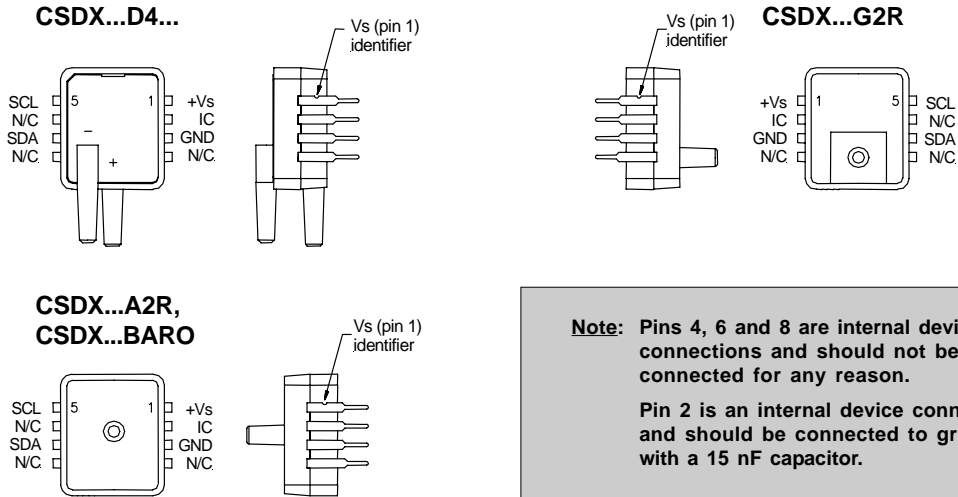 CSDX...D4...
Vs (pin 1)
identifier
SCL 5 1 +Vs
N/C IC
SDA – GND
N/C + N/C
Vs (pin 1)
identifier
CSDX...G2R
+Vs 1 5 SCL
IC N/C
GND SDA
N/C N/C
CSDX...A2R,
CSDX...BARO
Vs (pin 1)
identifier
SCL 5 1 +Vs
N/C IC
SDA GND
N/C N/C
Note: Pins 4, 6 and 8 are internal devi
connections and should not be
connected for any reason.
Pin 2 is an internal device conn
and should be connected to gr
with a 15 nF capacitor.